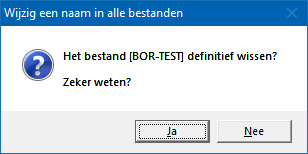 Wijzig een naam in alle bestanden
Het bestand [BOR-TEST] definitief wissen?
Zeker weten?
Ja
Nee